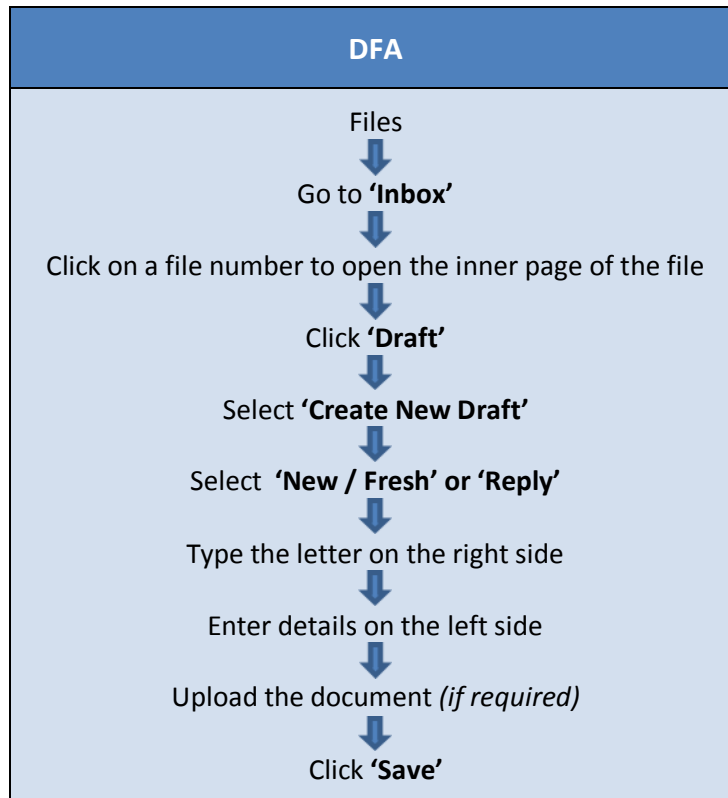 DFA
Files
Go to ‘Inbox’
Click on a file number to open the inner page of the file
Click ‘Draft’
Select ‘Create New Draft’
Select ‘New / Fresh’ or ‘Reply’
Type the letter on the right side
Enter details on the left side
Upload the document (if required)
Click ‘Save’